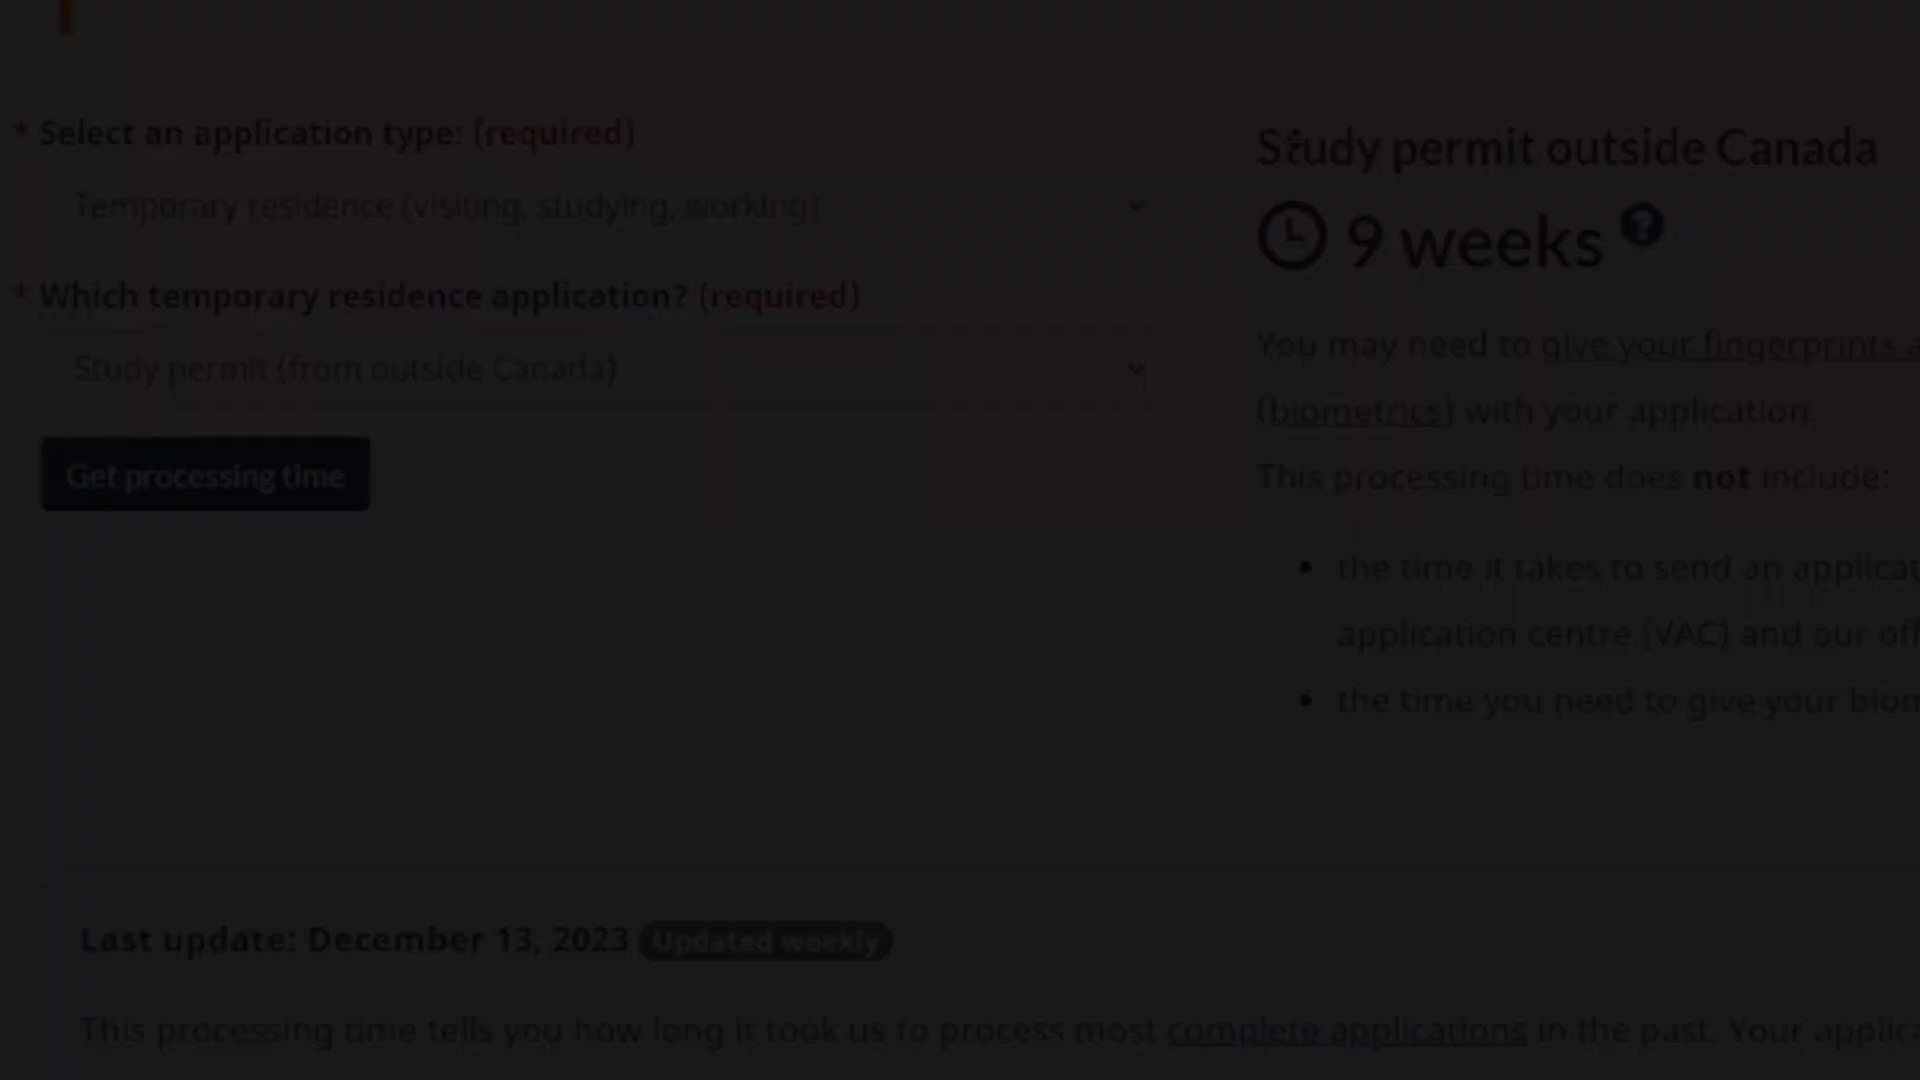 * Select an application type: (required)
Temporary residence (visiting, studying, working)
* Which temporary residence application? (required)
Study permit (from outside Canada)
Get processing time
Study permit outside Canada
9 weeks ?
You may need to give your fingerprints a
(biometrics) with your application.
This processing time does not include:
• the time it takes to send an applicat
application centre (VAC) and our off
• the time you need to give your biom
Last update: December 13, 2023 Updated weekly
This processing time tells you how long it took us to process most complete applications in the past. Your applica